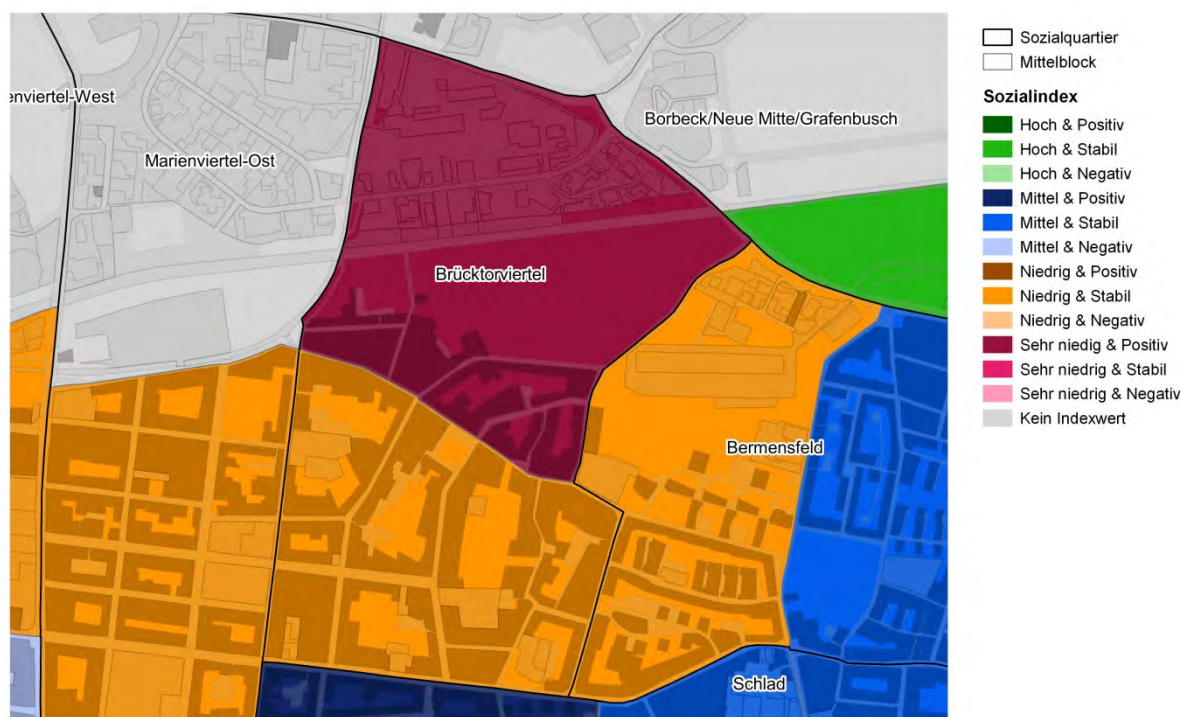 enviertel-West
Marienviertel-Ost
Borbeck/Neue Mitte/Grafenbusch
Brücktorviertel
Bermensfeld
Schlad
Sozialquartier
Mittelblock
Sozialindex
Hoch & Positiv
Hoch & Stabil
Hoch & Negativ
Mittel & Positiv
Mittel & Stabil
Mittel & Negativ
Niedrig & Positiv
Niedrig & Stabil
Niedrig & Negativ
Sehr niedig & Positiv
Sehr niedrig & Stabil
Sehr niedrig & Negativ
Kein Indexwert